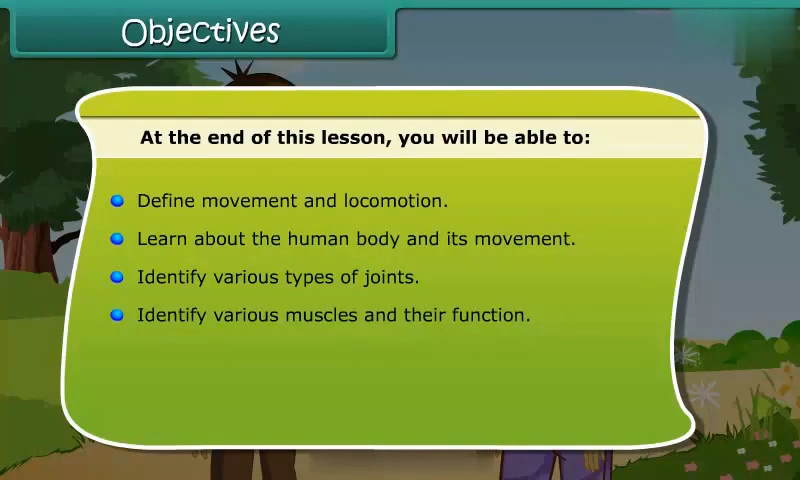 Objectives
At the end of this lesson, you will be able to:
Define movement and locomotion.
Learn about the human body and its movement.
Identify various types of joints.
Identify various muscles and their function.